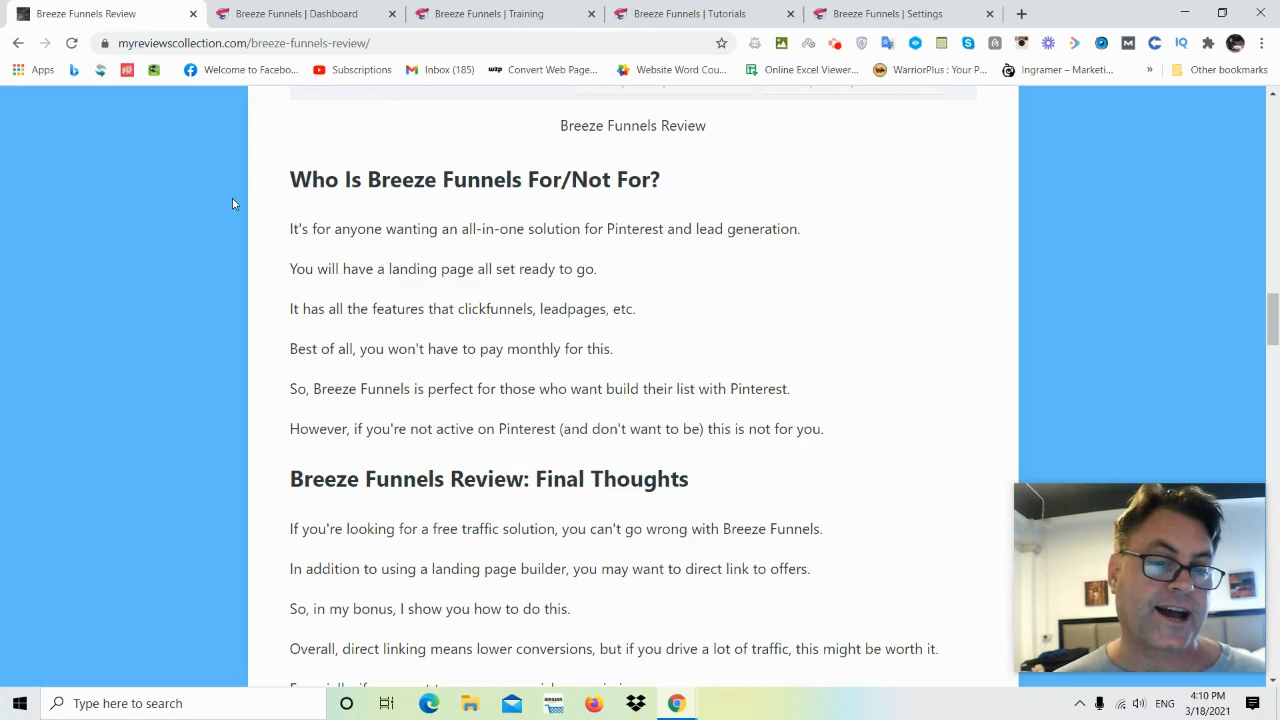 Breeze Funnels Review
Breeze Funnels | Dashboard
Breeze Funnels | Training
Breeze Funnels | Tutorials
Breeze Funnels | Settings
myreviewscollection.com/breeze-funnels-review/
Apps
Welcome to Facebo...
Subscriptions
Inbox (185)
Convert Web Page...
Website Word Cou...
Online Excel Viewer...
WarriorPlus : Your P...
Ingramer – Marketi...
»
Other bookmarks
Breeze Funnels Review
Who Is Breeze Funnels For/Not For?
It's for anyone wanting an all-in-one solution for Pinterest and lead generation.
You will have a landing page all set ready to go.
It has all the features that clickfunnels, leadpages, etc.
Best of all, you won't have to pay monthly for this.
So, Breeze Funnels is perfect for those who want build their list with Pinterest.
However, if you're not active on Pinterest (and don't want to be) this is not for you.
Breeze Funnels Review: Final Thoughts
If you're looking for a free traffic solution, you can't go wrong with Breeze Funnels.
In addition to using a landing page builder, you may want to direct link to offers.
So, in my bonus, I show you how to do this.
Overall, direct linking means lower conversions, but if you drive a lot of traffic, this might be worth it.
Type here to search
amazon
ENG
4:10 PM
3/18/2021